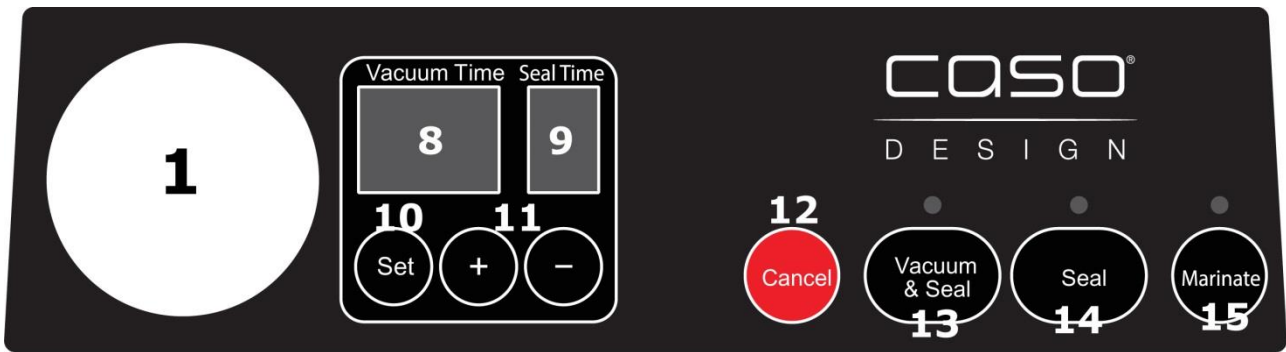 1
Vacuum Time Seal Time
8 9
10 11
Set + −
caso®
DESIGN
12
Cancel
Vacuum
& Seal
13
Seal
14
Marinate
15